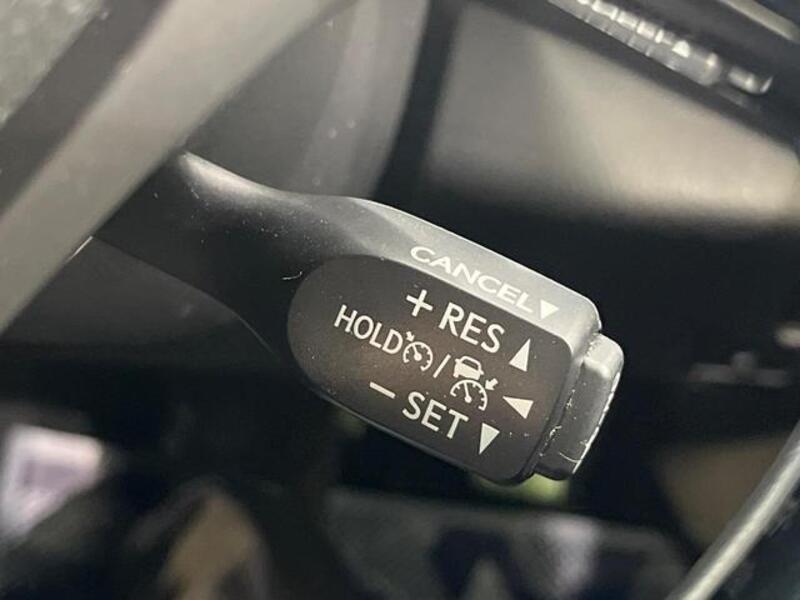 CANCEL▼
+ RES ▲
HOLD /
− SET ▼